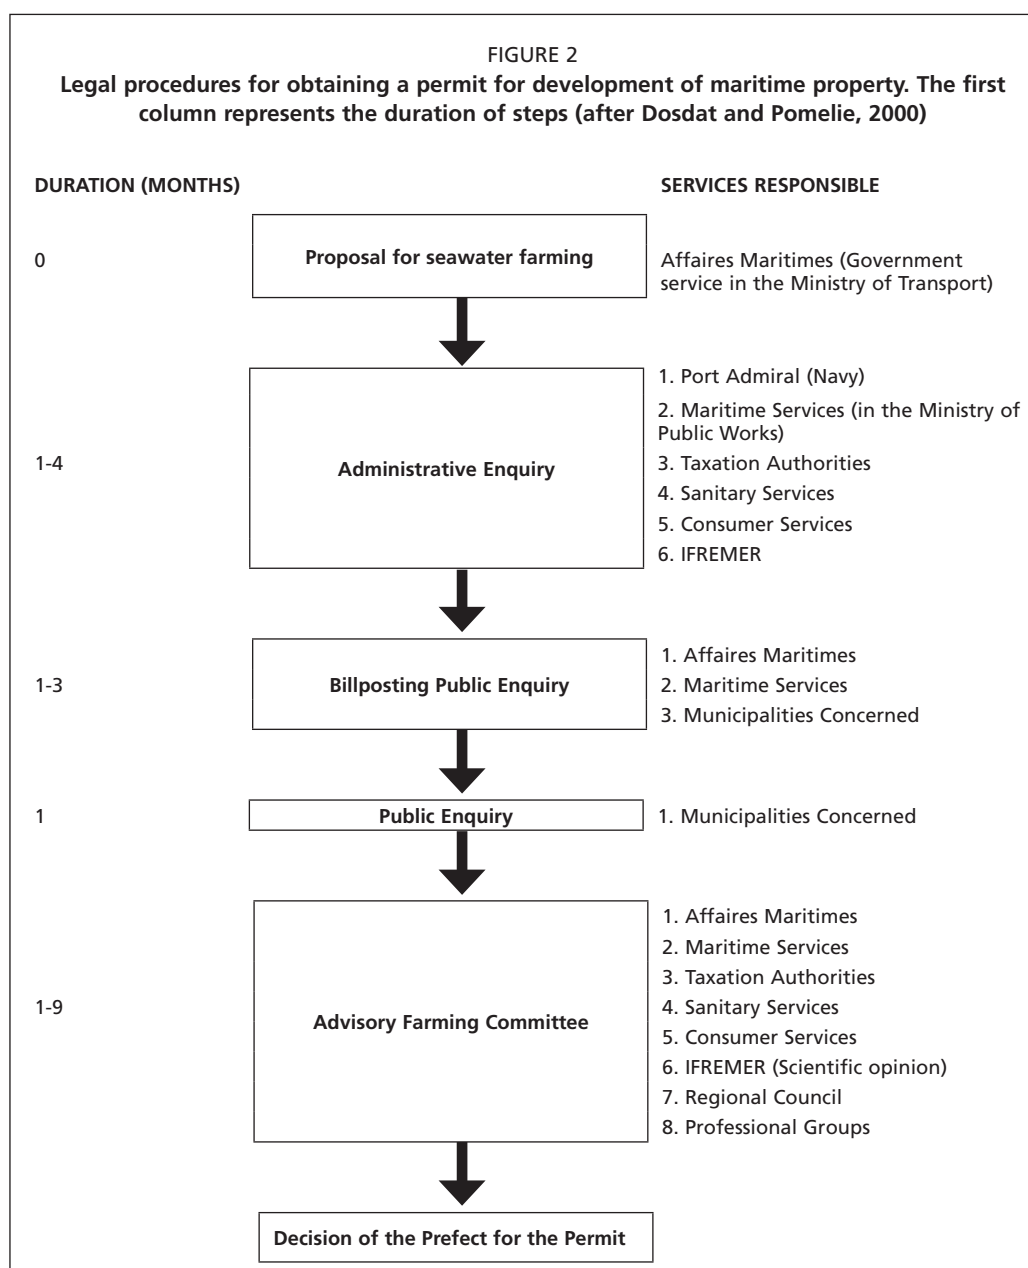 FIGURE 2
Legal procedures for obtaining a permit for development of maritime property. The first
column represents the duration of steps (after Dosdat and Pomelie, 2000)
DURATION (MONTHS)
SERVICES RESPONSIBLE
0
Proposal for seawater farming
Affaires Maritimes (Government
service in the Ministry of Transport)
1-4
Administrative Enquiry
1. Port Admiral (Navy)
2. Maritime Services (in the Ministry of
Public Works)
3. Taxation Authorities
4. Sanitary Services
5. Consumer Services
6. IFREMER
1-3
Billposting Public Enquiry
1. Affaires Maritimes
2. Maritime Services
3. Municipalities Concerned
1
Public Enquiry
1. Municipalities Concerned
1-9
Advisory Farming Committee
1. Affaires Maritimes
2. Maritime Services
3. Taxation Authorities
4. Sanitary Services
5. Consumer Services
6. IFREMER (Scientific opinion)
7. Regional Council
8. Professional Groups
Decision of the Prefect for the Permit